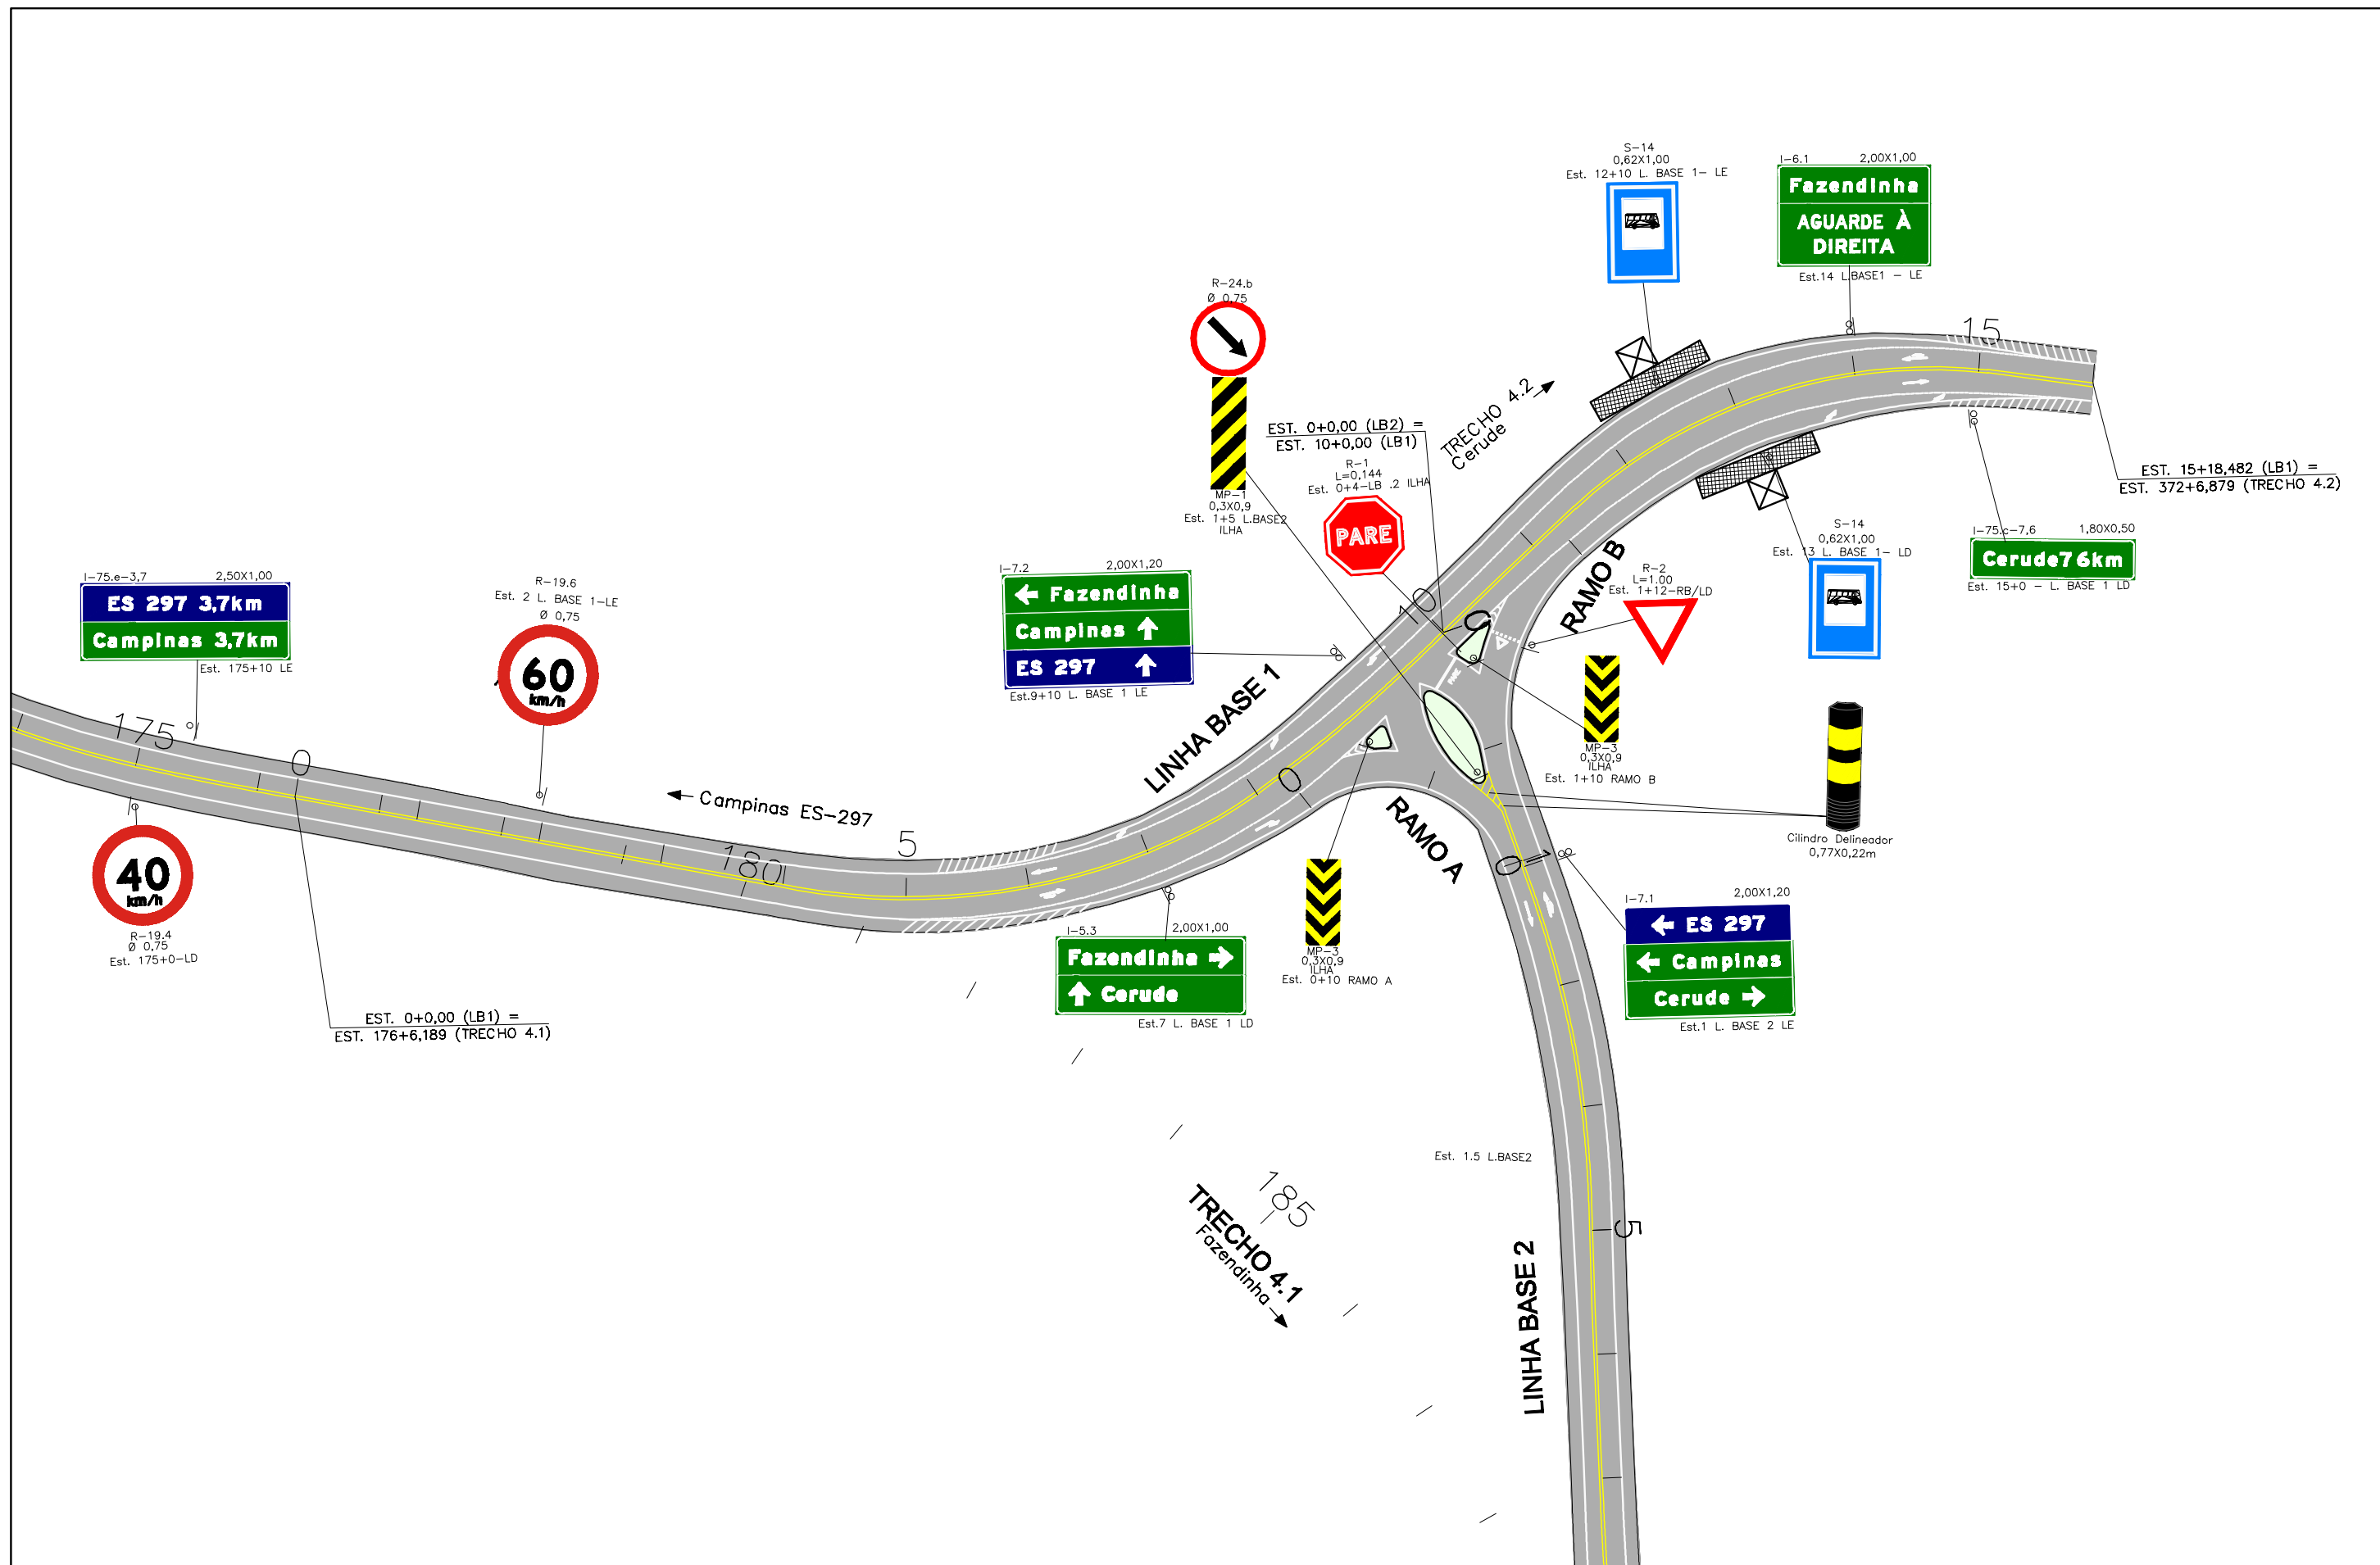 S-14
0,62X1,00
Est. 12+10 L. BASE 1- LE
I-6.1 2,00X1,00
Fazendinha
AGUARDE À
DIREITA
Est.14 L.BASE1 - LE
R-24.b
Ø 0,75
MP-1
0,3X0,9
Est. 1+5 L.BASE2
ILHA
TRECHO 4.2
Cerude
EST. 0+0,00 (LB2) =
EST. 10+0,00 (LB1)
R-1
L=0,144
Est. 0+4-LB .2 ILHA
PARE
15
EST. 15+18,482 (LB1) =
EST. 372+6,879 (TRECHO 4.2)
S-14
0,62X1,00
Est. 13 L. BASE 1- LD
I-75.c-7,6 1,80X0,50
Cerude7 6km
Est. 15+0 - L. BASE 1 LD
I-75.e-3,7 2,50X1,00
ES 297 3,7km
Campinas 3,7km
Est. 175+10 LE
R-19.6
Est. 2 L. BASE 1-LE
Ø 0,75
60
km/h
I-7.2 2,00X1,20
← Fazendinha
Campinas ↑
ES 297 ↑
Est.9+10 L. BASE 1 LE
LINHA BASE 1
10
0
PARE
RAMO B
R-2
L=1.00
Est. 1+12-RB/LD
MP-3
0,3X0,9
ILHA
Est. 1+10 RAMO B
Cilindro Delineador
0,77X0,22m
175
0
← Campinas ES-297
180
5
0
RAMO A
0
1
40
km/h
R-19.4
Ø 0,75
Est. 175+0-LD
EST. 0+0,00 (LB1) =
EST. 176+6,189 (TRECHO 4.1)
I-5.3 2,00X1,00
Fazendinha →
↑ Cerude
Est.7 L. BASE 1 LD
MP-3
0,3X0,9
ILHA
Est. 0+10 RAMO A
I-7.1 2,00X1,20
← ES 297
← Campinas
Cerude →
Est.1 L. BASE 2 LE
Est. 1.5 L.BASE2
185
TRECHO 4.1
Fazendinha →
5
LINHA BASE 2